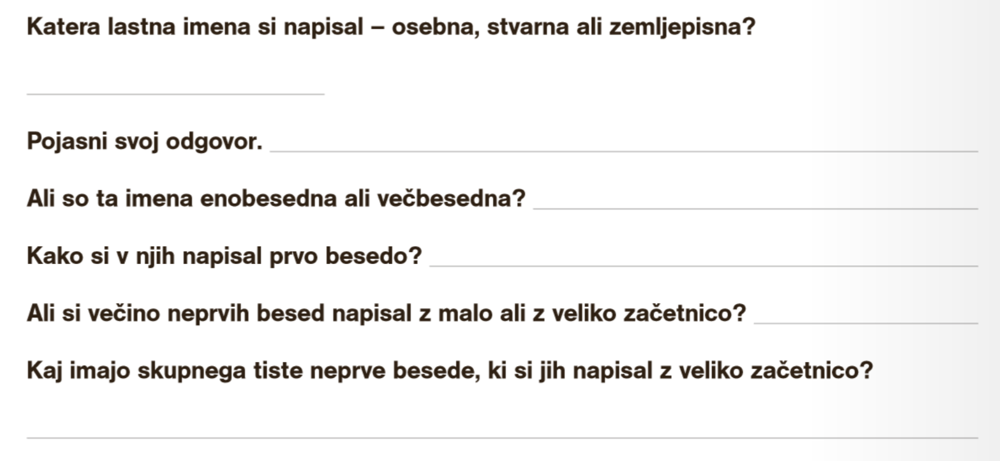 Katera lastna imena si napisal – osebna, stvarna ali zemljepisna?
Pojasni svoj odgovor.
Ali so ta imena enobesedna ali večbesedna?
Kako si v njih napisal prvo besedo?
Ali si večino neprvih besed napisal z malo ali z veliko začetnico?
Kaj imajo skupnega tiste neprve besede, ki si jih napisal z veliko začetnico?